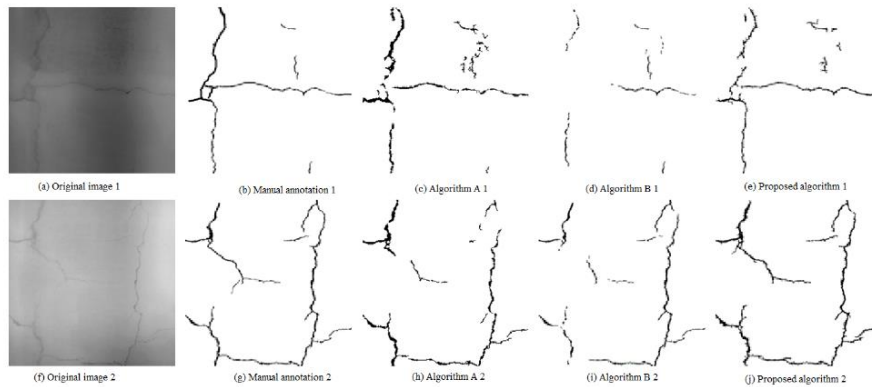 (a) Original image 1
(b) Manual annotation 1
(c) Algorithm A 1
(d) Algorithm B 1
(e) Proposed algorithm 1
(f) Original image 2
(g) Manual annotation 2
(h) Algorithm A 2
(i) Algorithm B 2
(j) Proposed algorithm 2